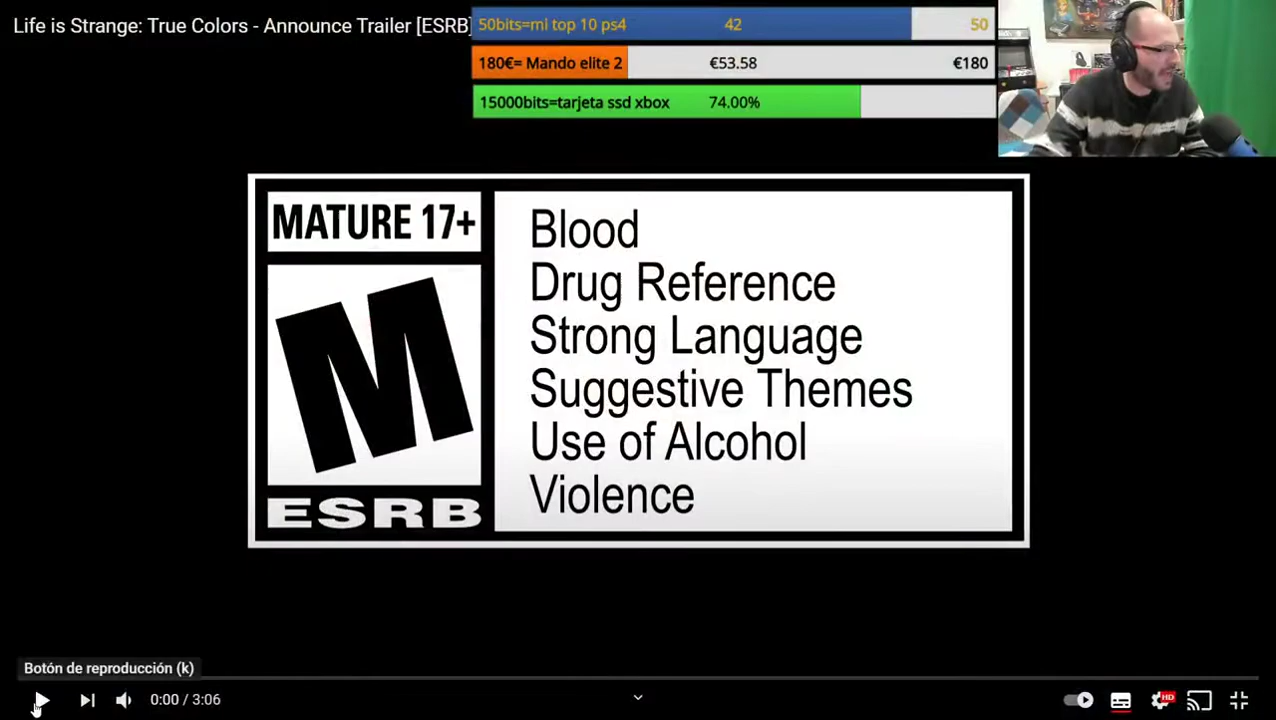 Life is Strange: True Colors - Announce Trailer [ESRB]
50bits=mi top 10 ps4 42 50
180€= Mando elite 2 €53.58 €180
15000bits=tarjeta ssd xbox 74.00%
MATURE 17+
M
ESRB
Blood
Drug Reference
Strong Language
Suggestive Themes
Use of Alcohol
Violence
Botón de reproducción (k)
0:00 / 3:06
HD